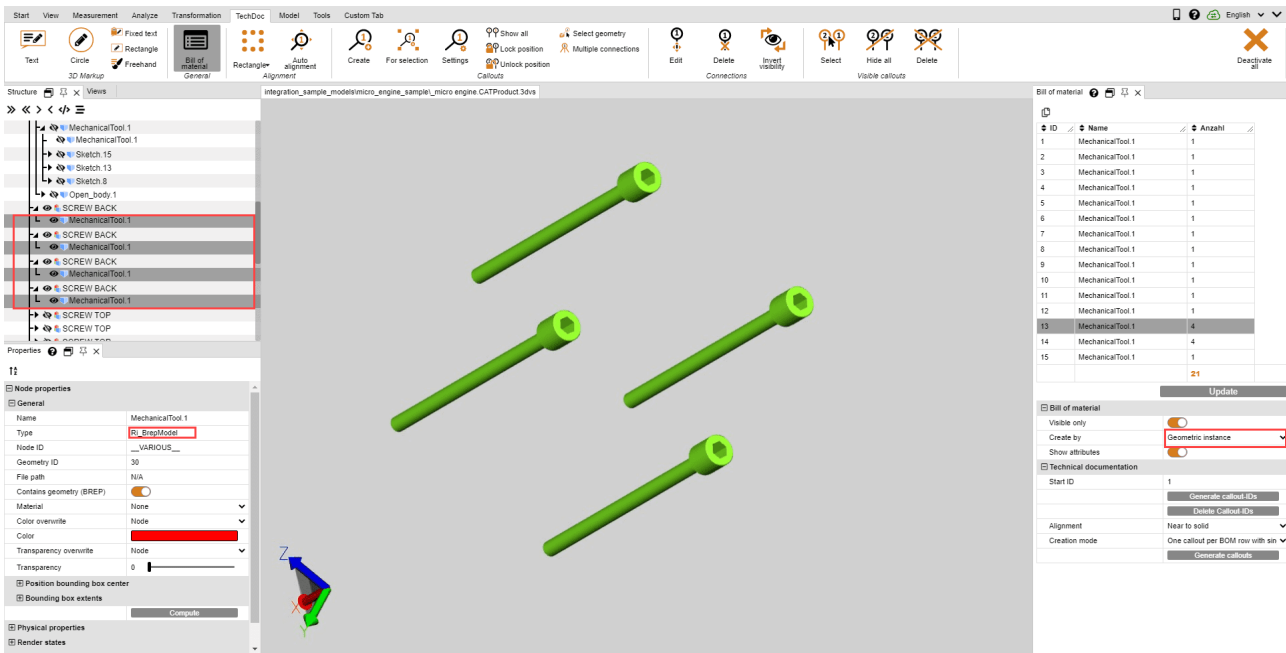 Start View Measurement Analyze Transformation TechDoc Model Tools Custom Tab English
Text Circle Fixed text Rectangle Freehand
3D Markup
Bill of material
General
Rectangle Auto alignment
Alignment
Create For selection Settings Show all Lock position Unlock position Select geometry Multiple connections
Callouts
Edit Delete Invert visibility
Connections
Select Hide all Delete
Visible callouts
Deactivate all
Structure Views
MechanicalTool.1
MechanicalTool.1
Sketch.15
Sketch.13
Sketch.8
Open_body.1
SCREW BACK
MechanicalTool.1
SCREW BACK
MechanicalTool.1
SCREW BACK
MechanicalTool.1
SCREW BACK
MechanicalTool.1
SCREW TOP
SCREW TOP
Properties
Node properties
General
Name MechanicalTool.1
Type Ri_BrepModel
Node ID __VARIOUS__
Geometry ID 30
File path N/A
Contains geometry (BREP)
Material None
Color overwrite Node
Color
Transparency overwrite Node
Transparency 0
Position bounding box center
Bounding box extents
Compute
Physical properties
Render states
integration_sample_models\micro_engine_sample\_micro engine.CATProduct.3dvs
Z
X
Y
Bill of material
ID Name Anzahl
1 MechanicalTool.1 1
2 MechanicalTool.1 1
3 MechanicalTool.1 1
4 MechanicalTool.1 1
5 MechanicalTool.1 1
6 MechanicalTool.1 1
7 MechanicalTool.1 1
8 MechanicalTool.1 1
9 MechanicalTool.1 1
10 MechanicalTool.1 1
11 MechanicalTool.1 1
12 MechanicalTool.1 1
13 MechanicalTool.1 4
14 MechanicalTool.1 4
15 MechanicalTool.1 1
21
Update
Bill of material
Visible only
Create by Geometric instance
Show attributes
Technical documentation
Start ID 1
Generate callout-IDs
Delete Callout-IDs
Alignment Near to solid
Creation mode One callout per BOM row with sin
Generate callouts